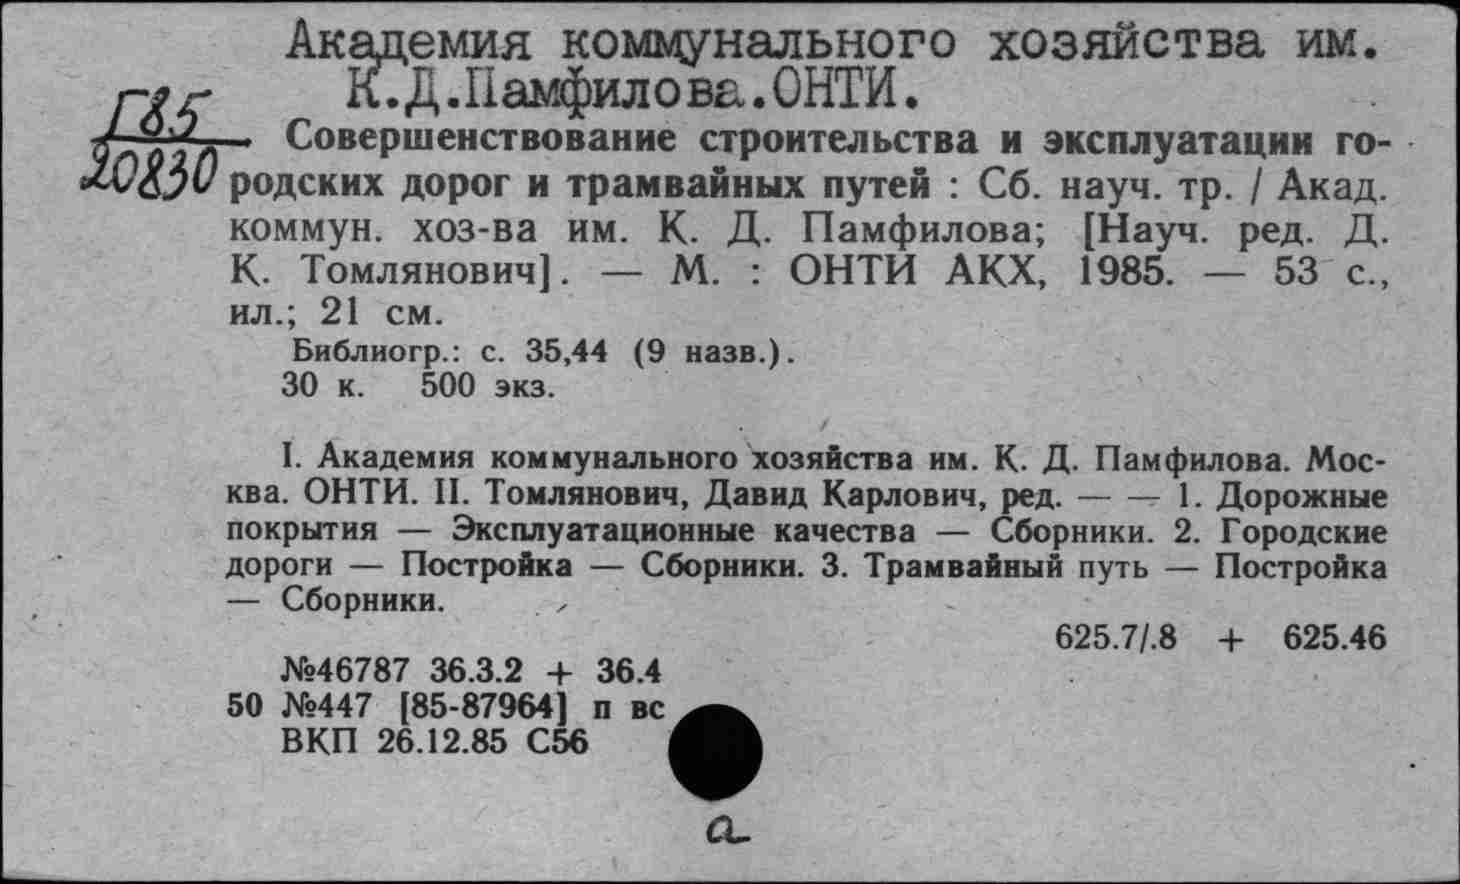 Академия коммунального хозяйства им.
К.Д.Памфилова.ОНТИ.
Г85
20830
Совершенствование строительства и эксплуатации го-
родских дорог и трамвайных путей : Сб. науч. тр. / Акад.
коммун. хоз-ва им. К. Д. Памфилова; [Науч. ред. Д.
К. Томлянович]. — М. : ОНТИ АКХ, 1985. — 53 с.,
ил.; 21 см.
Библиогр.: с. 35,44 (9 назв.).
30 к. 500 экз.
I. Академия коммунального хозяйства им. К. Д. Памфилова. Мос-
ква. ОНТИ. II. Томлянович, Давид Карлович, ред. — — 1. Дорожные
покрытия — Эксплуатационные качества — Сборники. 2. Городские
дороги — Постройка — Сборники. 3. Трамвайный путь — Постройка
— Сборники.
625.7/.8 + 625.46
№46787 36.3.2 + 36.4
50 №447 [85-87964] п вс
ВКП 26.12.85 С56
а